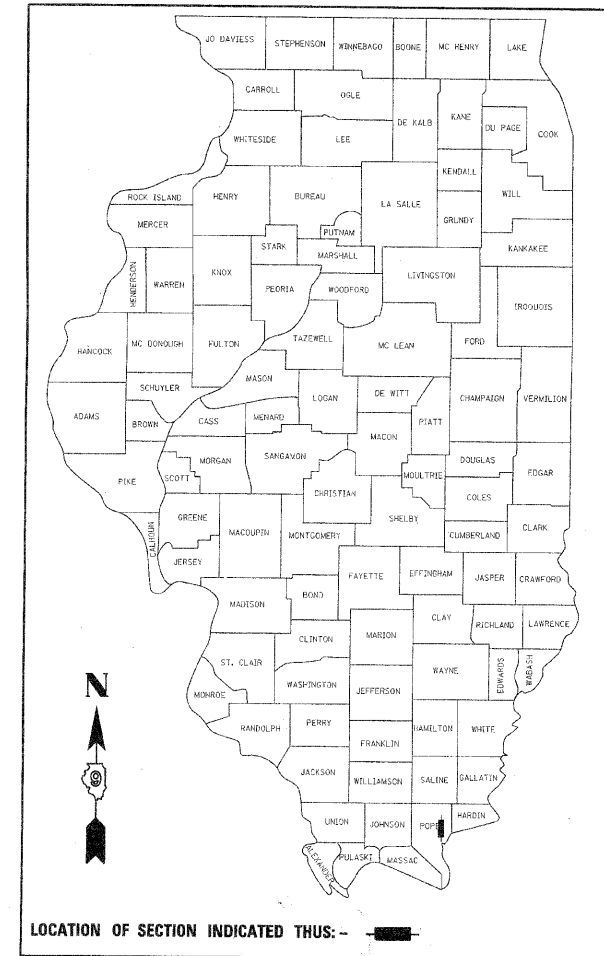 JO DAVIESS
STEPHENSON
WINNEBAGO
BOONE
MC HENRY
LAKE
CARROLL
OGLE
DE KALB
KANE
DU PAGE
COOK
WHITESIDE
LEE
KENDALL
WILL
ROCK ISLAND
HENRY
BUREAU
LA SALLE
GRUNDY
MERCER
PUTNAM
STARK
MARSHALL
KANKAKEE
HENDERSON
WARREN
KNOX
PEORIA
WOODFORD
LIVINGSTON
IROQUOIS
HANCOCK
MC DONOUGH
FULTON
TAZEWELL
MC LEAN
FORD
SCHUYLER
MASON
LOGAN
DE WITT
CHAMPAIGN
VERMILION
ADAMS
BROWN
CASS
MENARD
MACON
PIATT
PIKE
SCOTT
MORGAN
SANGAMON
CHRISTIAN
MOULTRIE
DOUGLAS
EDGAR
COLES
GREENE
MACOUPIN
MONTGOMERY
SHELBY
CUMBERLAND
CLARK
CALHOUN
JERSEY
FAYETTE
EFFINGHAM
JASPER
CRAWFORD
MADISON
BOND
CLAY
RICHLAND
LAWRENCE
CLINTON
MARION
ST. CLAIR
WAYNE
EDWARDS
WABASH
N
MONROE
WASHINGTON
JEFFERSON
RANDOLPH
PERRY
HAMILTON
WHITE
FRANKLIN
JACKSON
WILLIAMSON
SALINE
GALLATIN
UNION
JOHNSON
POPE
HARDIN
ALEXANDER
PULASKI
MASSAC
LOCATION OF SECTION INDICATED THUS: -